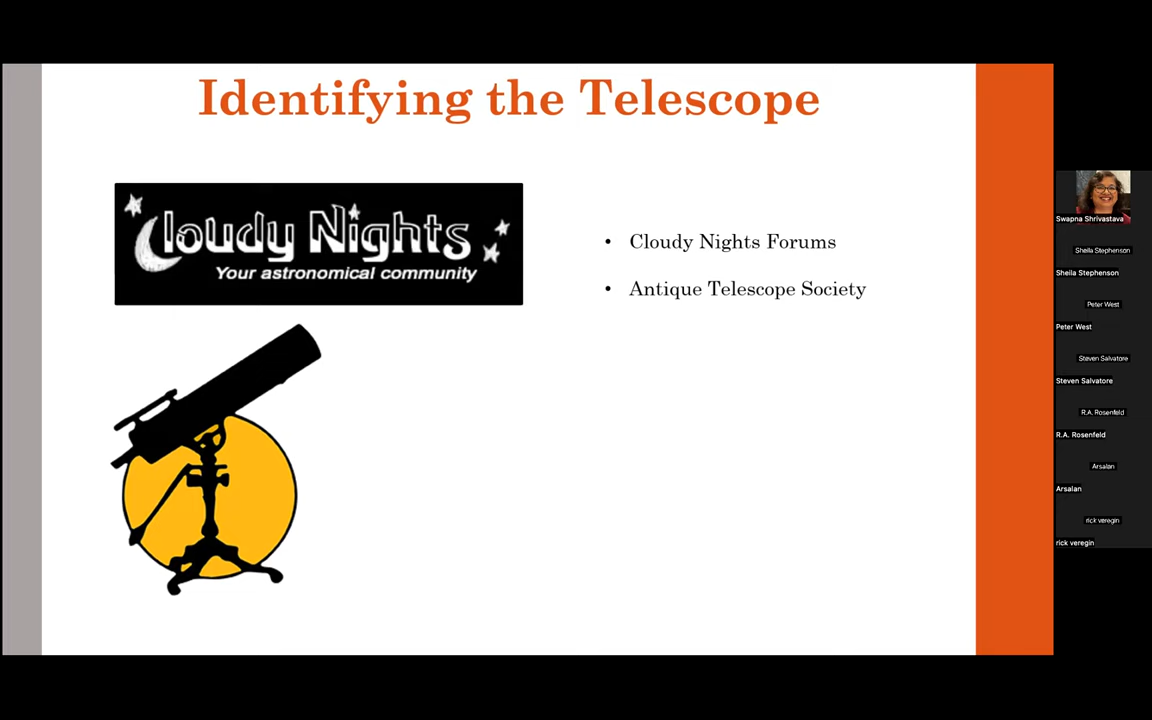 Identifying the Telescope
Cloudy Nights
Your astronomical community
• Cloudy Nights Forums
• Antique Telescope Society
Swapna Shrivastava
Sheila Stephenson
Sheila Stephenson
Peter West
Peter West
Steven Salvatore
Steven Salvatore
R.A. Rosenfeld
R.A. Rosenfeld
Arsalan
Arsalan
rick veregin
rick veregin